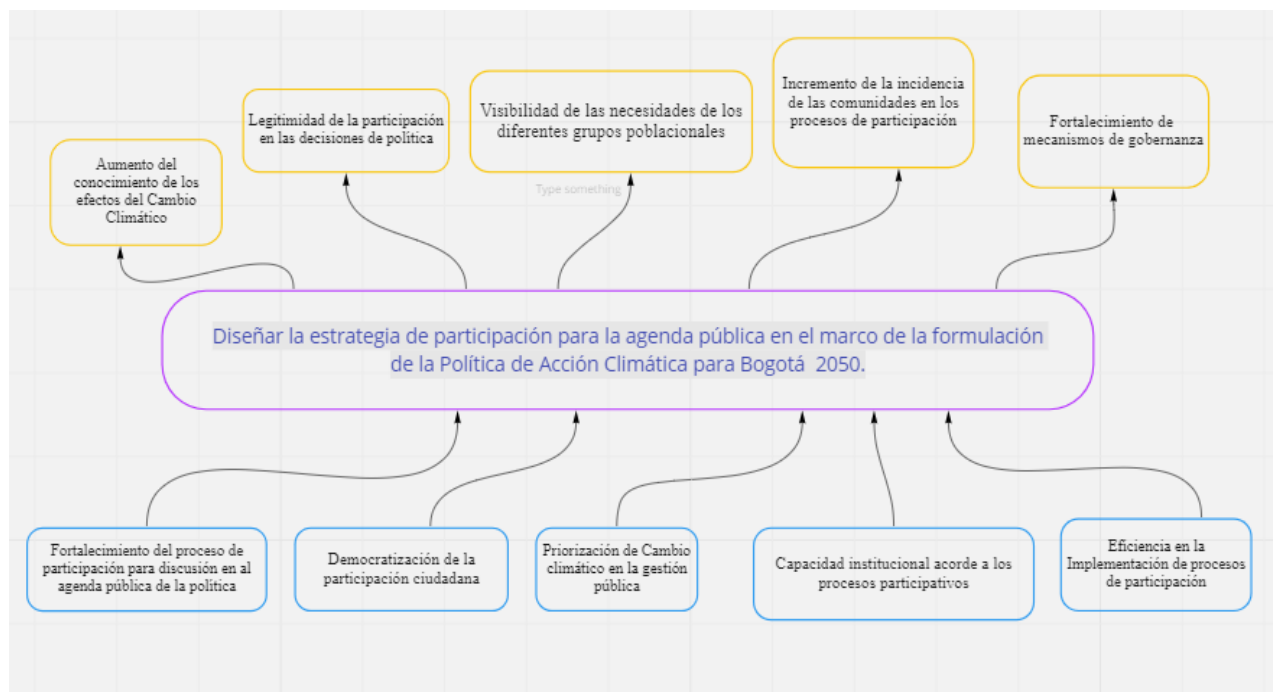 Aumento del
conocimiento de los
efectos del Cambio
Climático
Legitimidad de la participación
en las decisiones de política
Visibilidad de las necesidades de los
diferentes grupos poblacionales
Incremento de la incidencia
de las comunidades en los
procesos de participación
Fortalecimiento de
mecanismos de gobernanza
Type something
Diseñar la estrategia de participación para la agenda pública en el marco de la formulación
de la Política de Acción Climática para Bogotá 2050.
Fortalecimiento del proceso de
participación para discusión en al
agenda pública de la política
Democratización de la
participación ciudadana
Priorización de Cambio
climático en la gestión
pública
Capacidad institucional acorde a los
procesos participativos
Eficiencia en la
Implementación de procesos
de participación